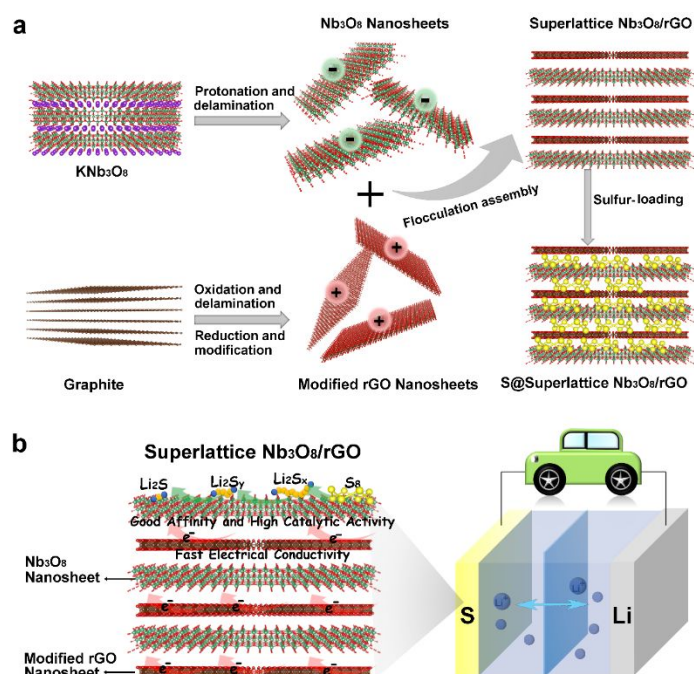 a
Nb₃O₈ Nanosheets
Superlattice Nb₃O₈/rGO
Protonation and
delamination
-
-
-
KNb₃O₈
+
Flocculation assembly
Sulfur-loading
+
+
+
Oxidation and
delamination
Reduction and
modification
Graphite
Modified rGO Nanosheets
S@Superlattice Nb₃O₈/rGO
b
Superlattice Nb₃O₈/rGO
Li₂S Li₂Sy Li₂Sx S₈
Good Affinity and High Catalytic Activity
e⁻ e⁻
Fast Electrical Conductivity
Nb₃O₈
Nanosheet
e⁻ e⁻ e⁻
Modified rGO
Nanosheet
e⁻ e⁻ e⁻
S
Li⁺
Li⁺
Li